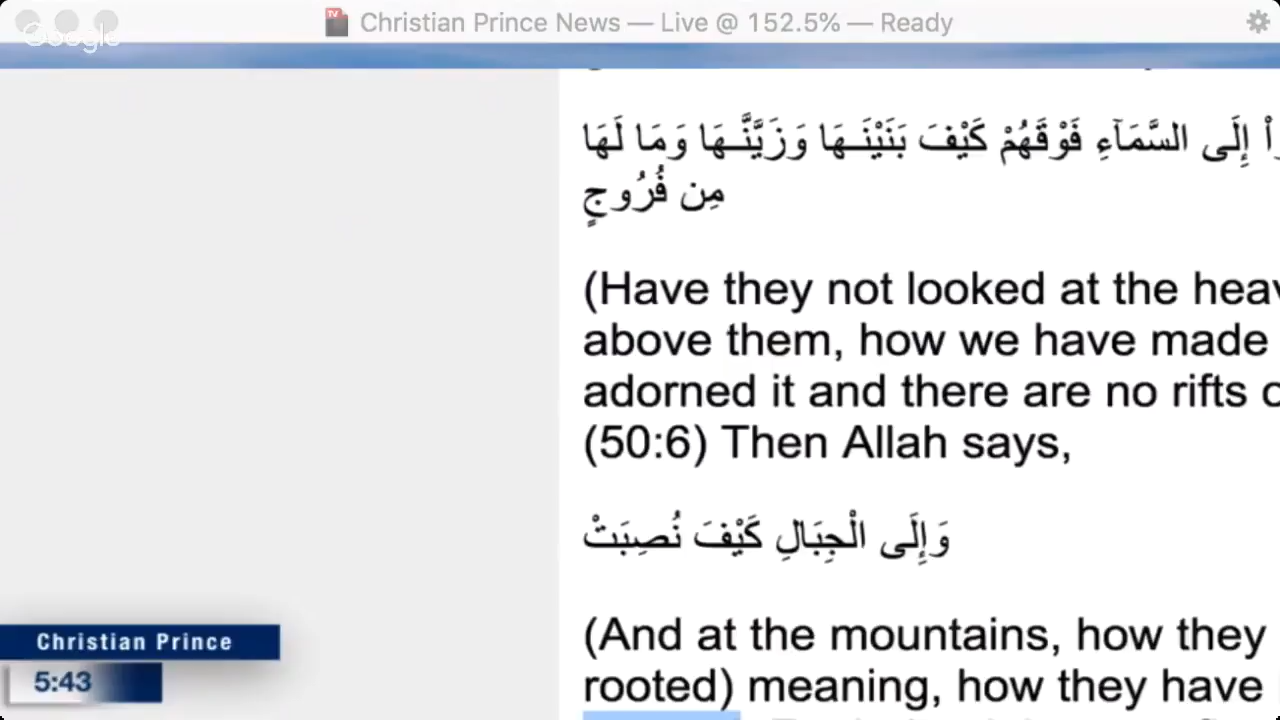 Christian Prince News — Live @ 152.5% — Ready
Google
إِلَى السَّمَآءِ فَوْقَهُمْ كَيْفَ بَنَيْنَـهَا وَزَيَّنَّـهَا وَمَا لَهَا
مِن فُرُوجٍ
(Have they not looked at the heav
above them, how we have made
adorned it and there are no rifts o
(50:6) Then Allah says,
وَإِلَى الْجِبَالِ كَيْفَ نُصِبَتْ
(And at the mountains, how they
rooted) meaning, how they have
Christian Prince
5:43